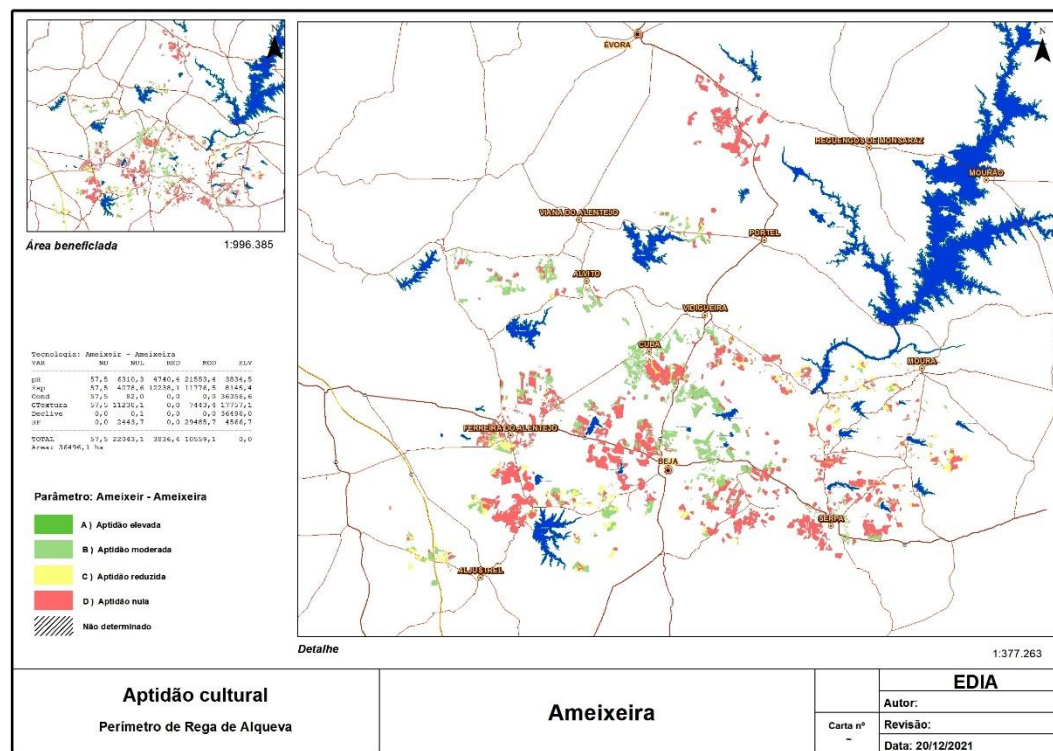 N
N
ÉVORA
REGUENGOS DE MONSARAZ
MOURÃO
VIANA DO ALENTEJO
PORTEL
ALVITO
VIDIGUEIRA
CUBA
MOURA
FERREIRA DO ALENTEJO
BEJA
SERPA
ALJUSTREL
Área beneficiada 1:996.385
Tecnologia: Ameixeir - Ameixeira
VAR ND NUL RED MOD ELV
pH 57,5 6310,3 4740,4 21553,4 3834,5
Esp 57,5 4278,6 12238,1 11776,5 8145,4
Cond 57,5 82,0 0,0 0,0 36356,6
CTextura 57,5 11238,1 0,0 7443,4 17757,1
Declive 0,0 0,1 0,0 0,0 36496,0
0,0 2443,7 0,0 29485,7 4566,7
TOTAL 57,5 22043,1 3836,4 10559,1 0,0
Area: 36496,1 ha
Parâmetro: Ameixeir - Ameixeira
A ) Aptidão elevada
B ) Aptidão moderada
C ) Aptidão reduzida
D ) Aptidão nula
Não determinado
Detalhe 1:377.263
Aptidão cultural
Perímetro de Rega de Alqueva
Ameixeira
Carta nº
~
EDIA
Autor:
Revisão:
Data: 20/12/2021